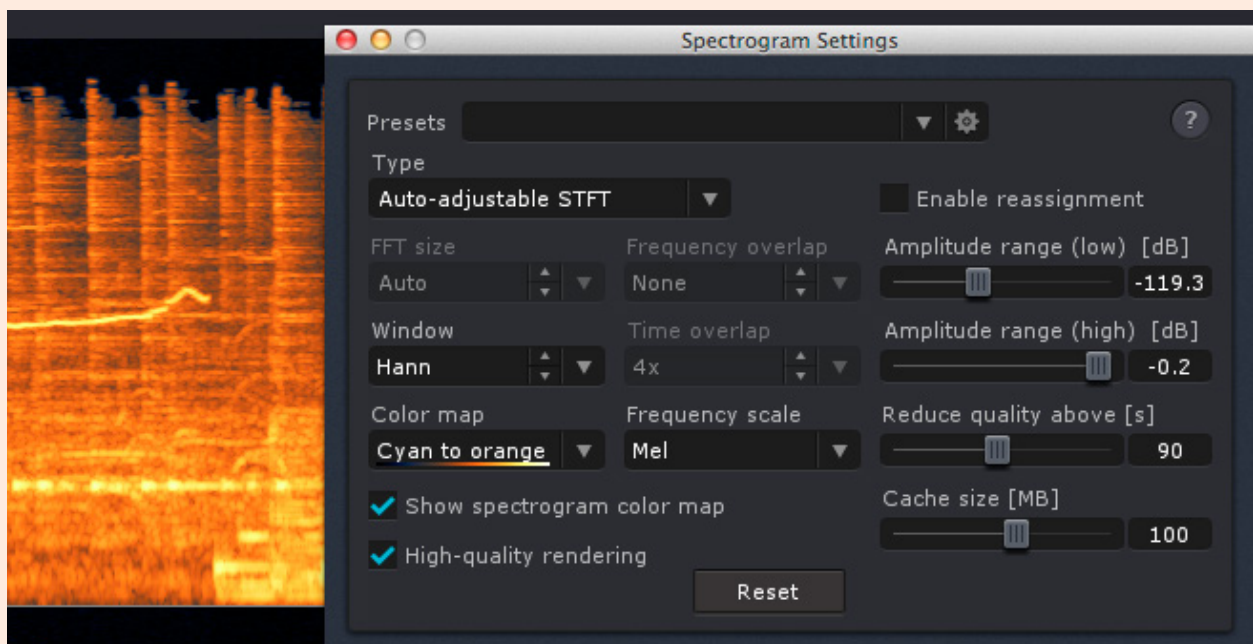 Spectrogram Settings
Presets
?
Type
Auto-adjustable STFT
Enable reassignment
FFT size
Frequency overlap
Amplitude range (low) [dB]
Auto
None
-119.3
Window
Time overlap
Amplitude range (high) [dB]
Hann
4x
-0.2
Color map
Frequency scale
Reduce quality above [s]
Cyan to orange
Mel
90
Show spectrogram color map
Cache size [MB]
100
High-quality rendering
Reset